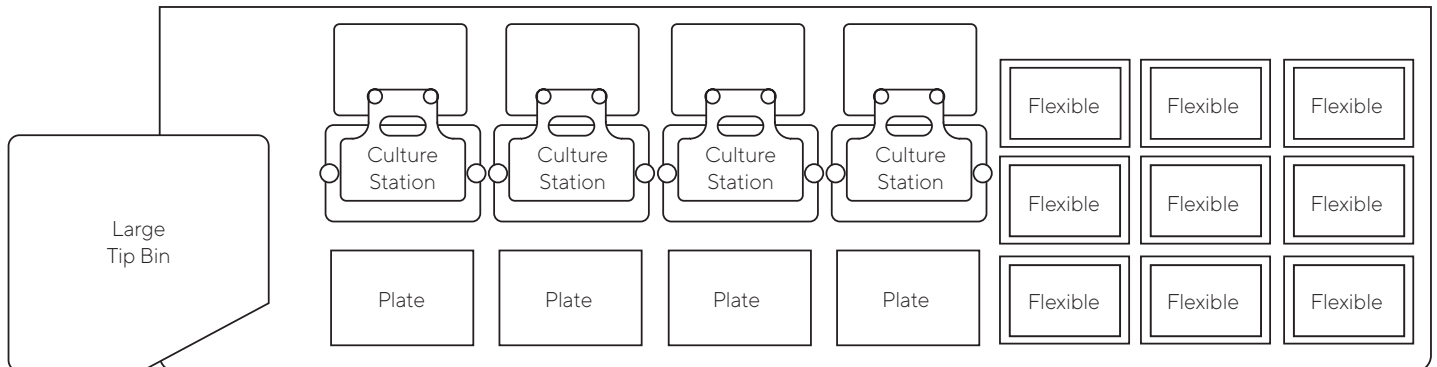 Flexible
Flexible
Flexible
Culture
Station
Culture
Station
Culture
Station
Culture
Station
Flexible
Flexible
Flexible
Large
Tip Bin
Plate
Plate
Plate
Plate
Flexible
Flexible
Flexible